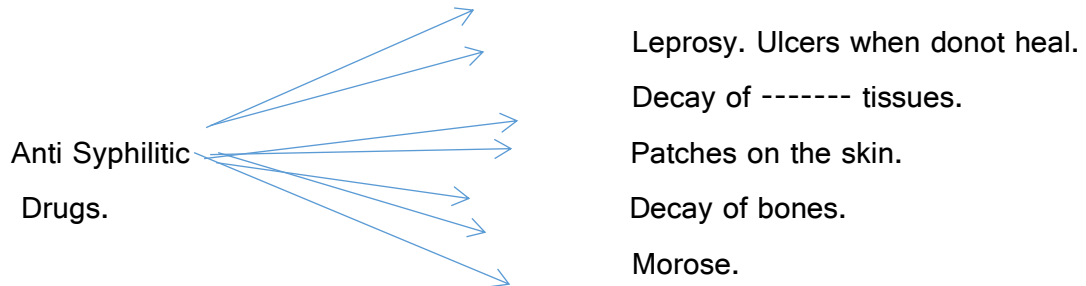 Leprosy. Ulcers when donot heal.
Decay of ------- tissues.
Anti Syphilitic
Patches on the skin.
Drugs.
Decay of bones.
Morose.